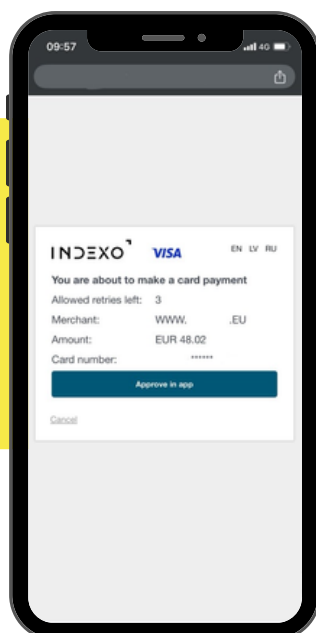 09:57 4G
INDEXO VISA EN LV RU
You are about to make a card payment
Allowed retries left: 3
Merchant: WWW. .EU
Amount: EUR 48.02
Card number: ******
Approve in app
Cancel